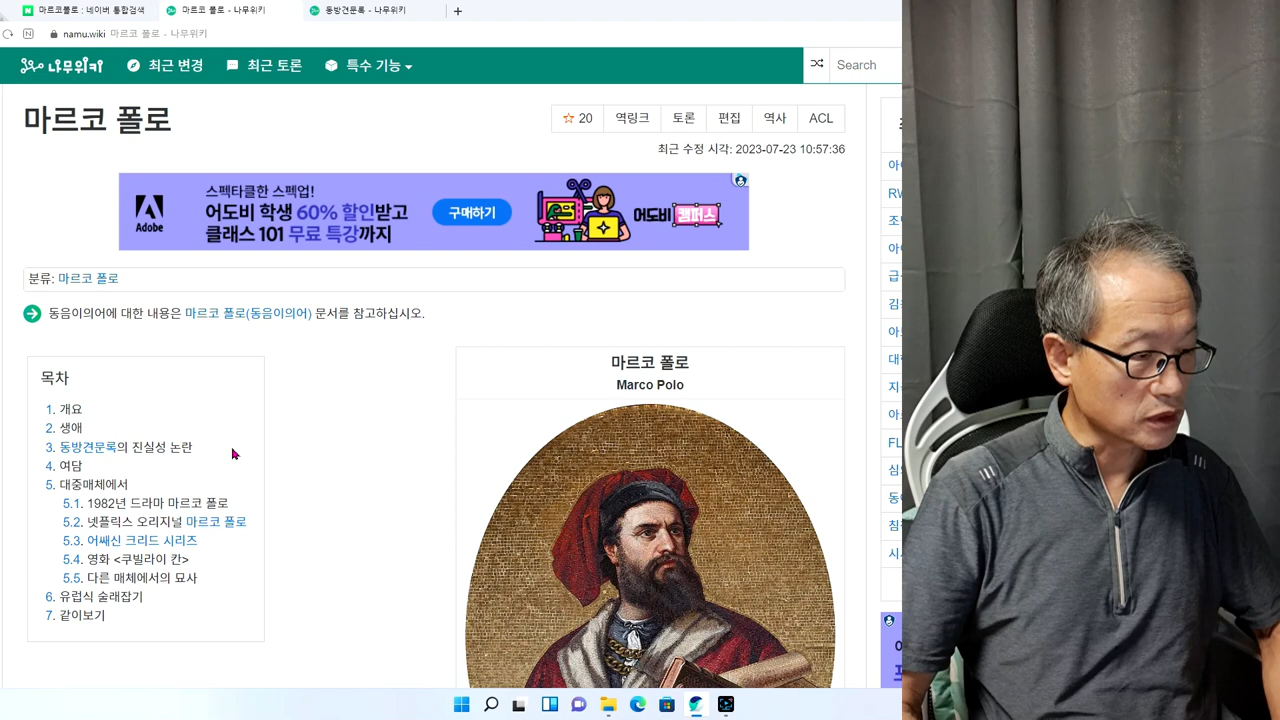 마르코폴로 : 네이버 통합검색
마르코 폴로 - 나무위키
동방견문록 - 나무위키
namu.wiki 마르코 폴로 - 나무위키
나무위키
최근 변경
최근 토론
특수 기능
Search
마르코 폴로
20
역링크
토론
편집
역사
ACL
최근 수정 시각: 2023-07-23 10:57:36
Adobe
스펙타클한 스펙업!
어도비 학생 60% 할인받고
클래스 101 무료 특강까지
구매하기
어도비 캠퍼스
분류: 마르코 폴로
동음이의어에 대한 내용은 마르코 폴로(동음이의어) 문서를 참고하십시오.
목차
1. 개요
2. 생애
3. 동방견문록의 진실성 논란
4. 여담
5. 대중매체에서
5.1. 1982년 드라마 마르코 폴로
5.2. 넷플릭스 오리지널 마르코 폴로
5.3. 어쌔신 크리드 시리즈
5.4. 영화 <쿠빌라이 칸>
5.5. 다른 매체에서의 묘사
6. 유럽식 술래잡기
7. 같이보기
마르코 폴로
Marco Polo
RW
FL